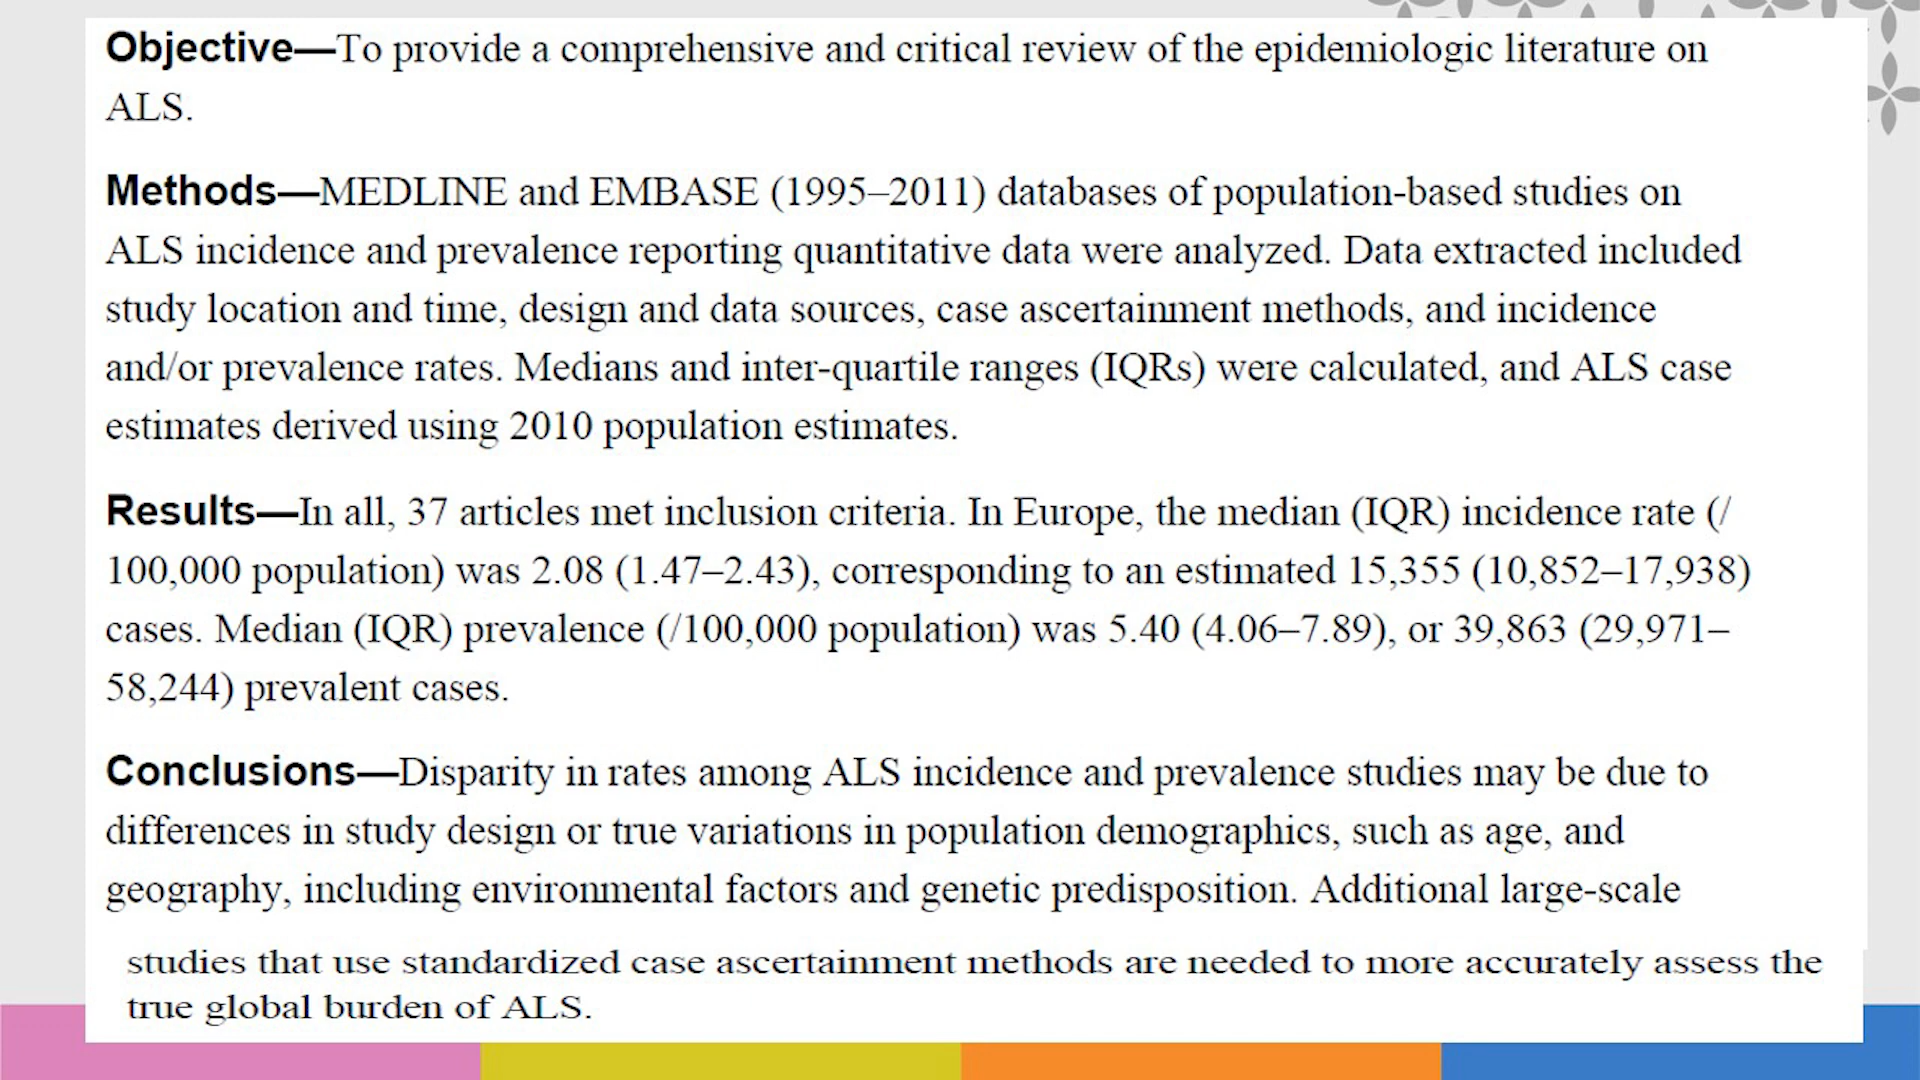 Objective—To provide a comprehensive and critical review of the epidemiologic literature on
ALS.
Methods—MEDLINE and EMBASE (1995–2011) databases of population-based studies on
ALS incidence and prevalence reporting quantitative data were analyzed. Data extracted included
study location and time, design and data sources, case ascertainment methods, and incidence
and/or prevalence rates. Medians and inter-quartile ranges (IQRs) were calculated, and ALS case
estimates derived using 2010 population estimates.
Results—In all, 37 articles met inclusion criteria. In Europe, the median (IQR) incidence rate (/
100,000 population) was 2.08 (1.47–2.43), corresponding to an estimated 15,355 (10,852–17,938)
cases. Median (IQR) prevalence (/100,000 population) was 5.40 (4.06–7.89), or 39,863 (29,971–
58,244) prevalent cases.
Conclusions—Disparity in rates among ALS incidence and prevalence studies may be due to
differences in study design or true variations in population demographics, such as age, and
geography, including environmental factors and genetic predisposition. Additional large-scale
studies that use standardized case ascertainment methods are needed to more accurately assess the
true global burden of ALS.